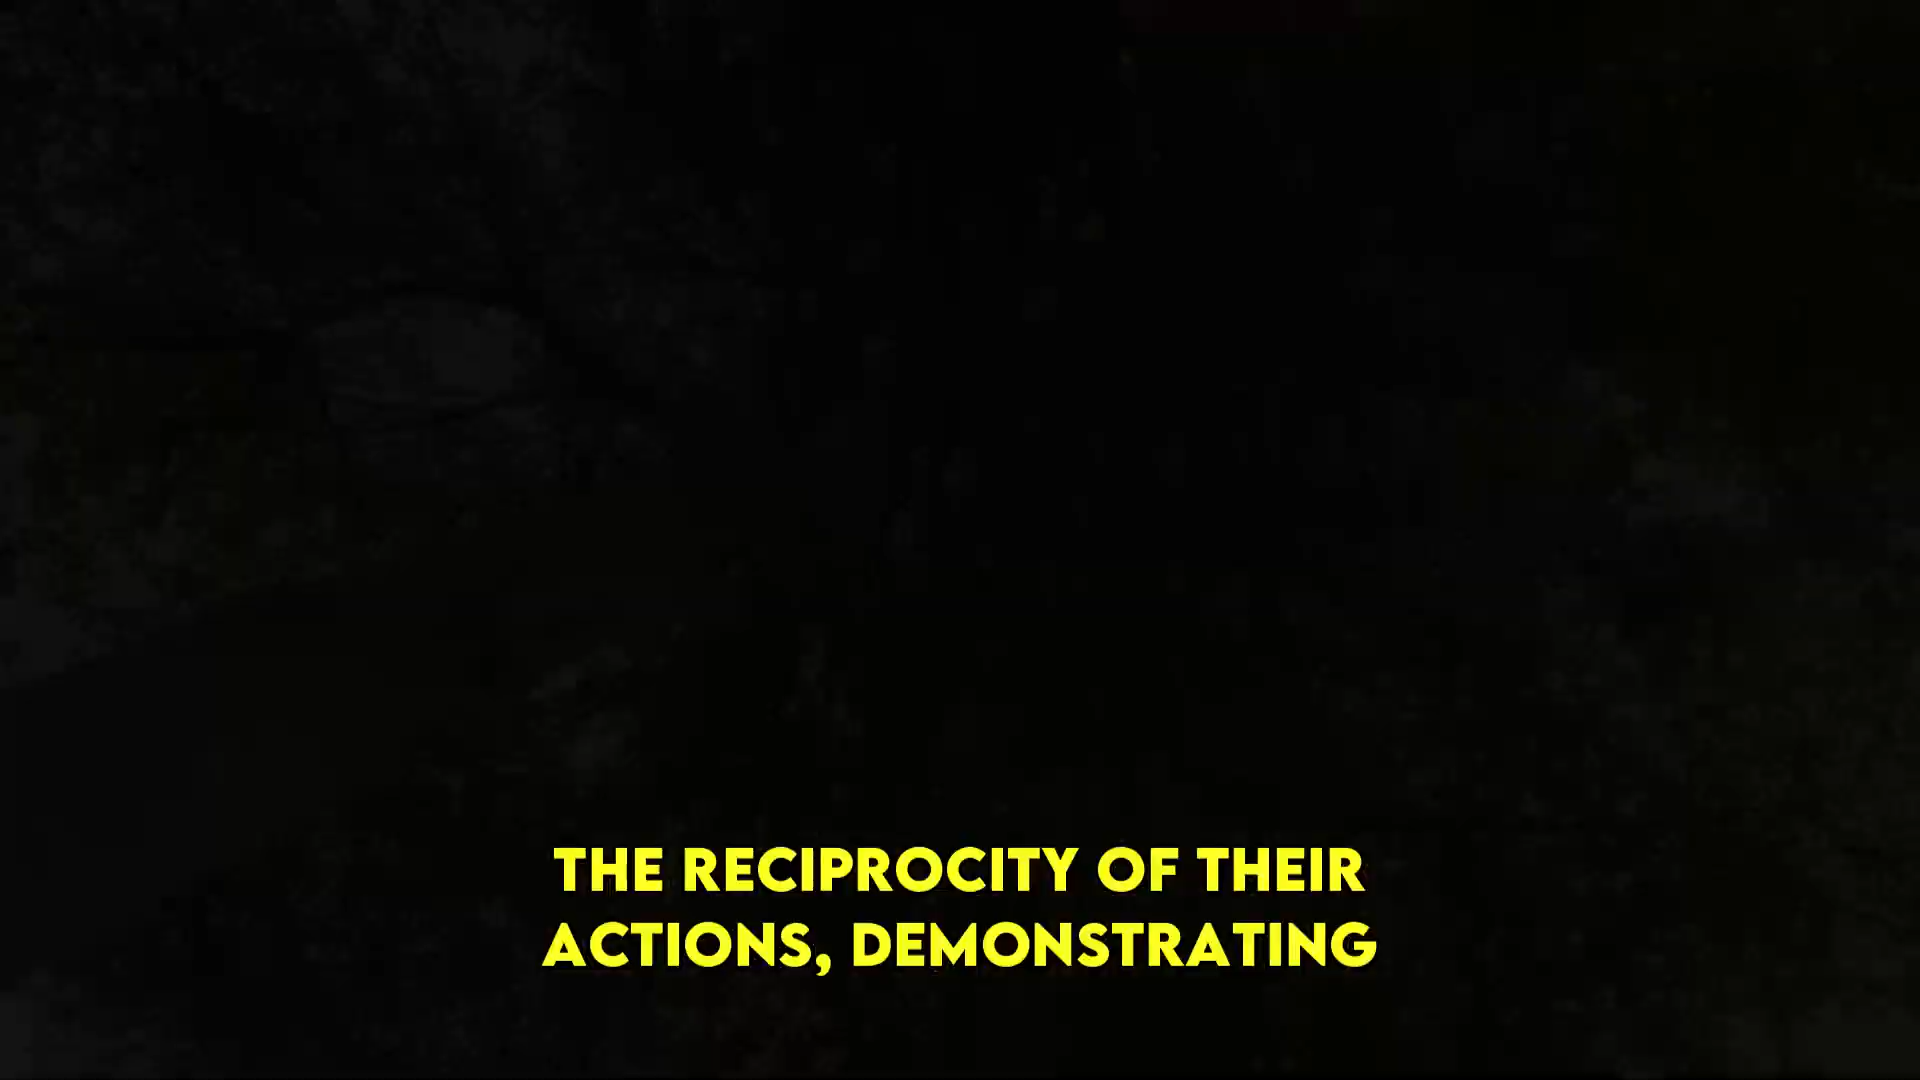 THE RECIPROCITY OF THEIR
ACTIONS, DEMONSTRATING